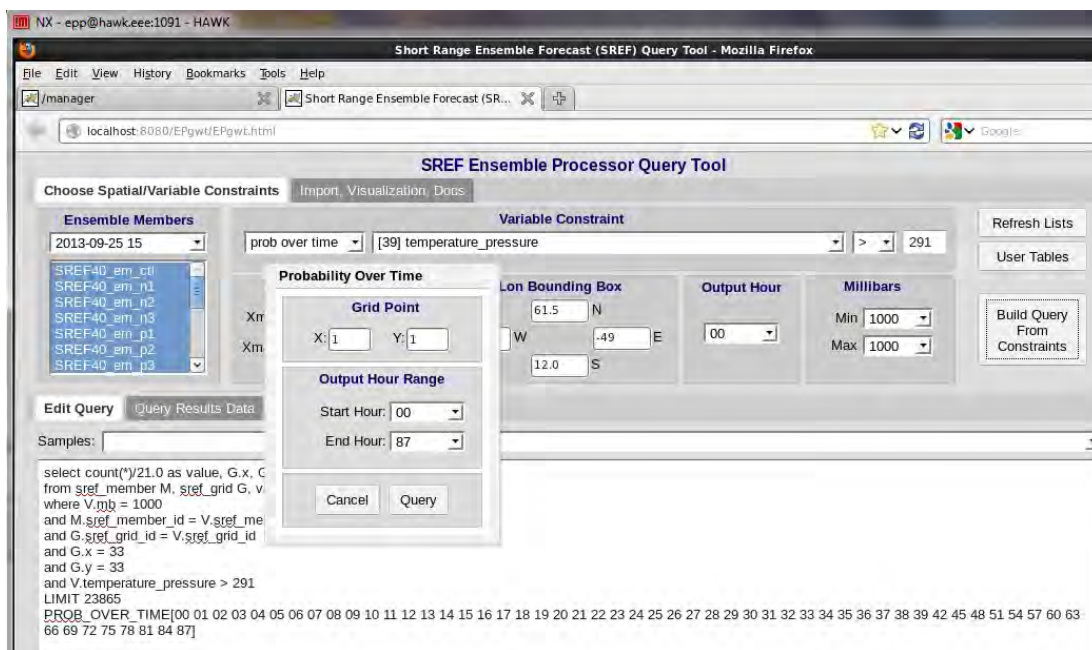 NX - epp@hawk.eee:1091 - HAWK
Short Range Ensemble Forecast (SREF) Query Tool - Mozilla Firefox
File Edit View History Bookmarks Tools Help
/manager
Short Range Ensemble Forecast (SR...
localhost:8080/EPgwt/EPgwt.html
Google
SREF Ensemble Processor Query Tool
Choose Spatial/Variable Constraints
Import, Visualization, Docs
Ensemble Members
2013-09-25 15
SREF40_em_ctl
SREF40_em_n1
SREF40_em_n2
SREF40_em_n3
SREF40_em_p1
SREF40_em_p2
SREF40_em_p3
Variable Constraint
prob over time [39] temperature_pressure > 291
Refresh Lists
User Tables
Xm
Xm
Lon Bounding Box
61.5 N
W -49 E
12.0 S
Output Hour
00
Millibars
Min 1000
Max 1000
Build Query
From
Constraints
Probability Over Time
Grid Point
X: 1 Y: 1
Output Hour Range
Start Hour: 00
End Hour: 87
Cancel Query
Edit Query
Query Results Data
Samples:
select count(*)/21.0 as value, G.x, G
from sref_member M, sref_grid G, v
where V.mb = 1000
and M.sref_member_id = V.sref_me
and G.sref_grid_id = V.sref_grid_id
and G.x = 33
and G.y = 33
and V.temperature_pressure > 291
LIMIT 23865
PROB_OVER_TIME[00 01 02 03 04 05 06 07 08 09 10 11 12 13 14 15 16 17 18 19 20 21 22 23 24 25 26 27 28 29 30 31 32 33 34 35 36 37 38 39 42 45 48 51 54 57 60 63
66 69 72 75 78 81 84 87]